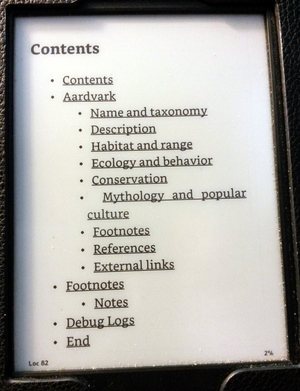 Contents
• Contents
• Aardvark
• Name and taxonomy
• Description
• Habitat and range
• Ecology and behavior
• Conservation
• Mythology and popular
culture
• Footnotes
• References
• External links
• Footnotes
• Notes
• Debug Logs
• End
Loc 82 2%